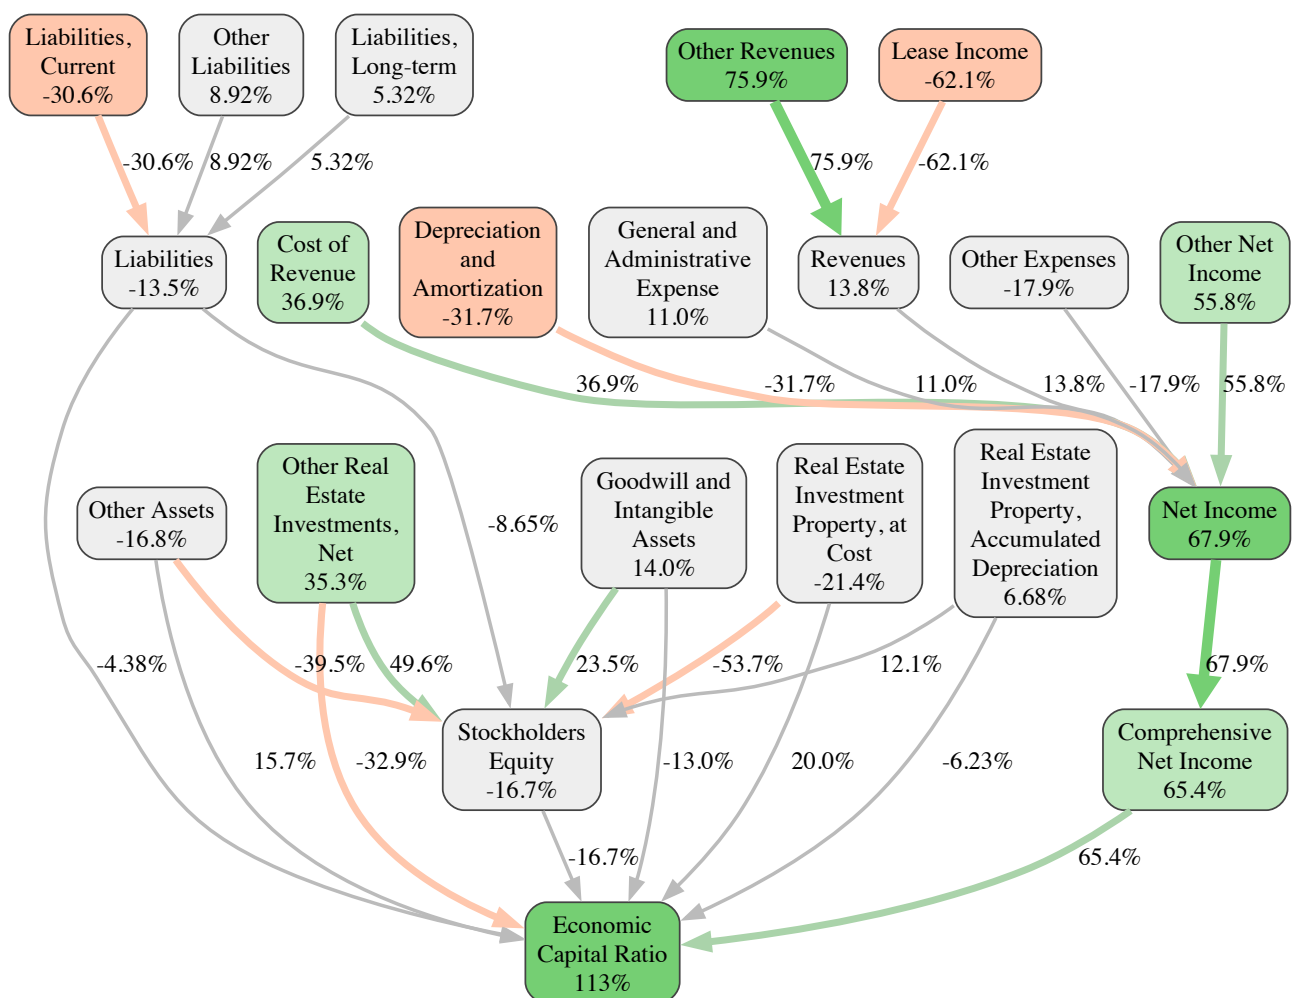 Liabilities,
Current
-30.6%
Other
Liabilities
8.92%
Liabilities,
Long-term
5.32%
Other Revenues
75.9%
Lease Income
-62.1%
-30.6%
8.92%
5.32%
75.9%
-62.1%
Liabilities
-13.5%
Cost of
Revenue
36.9%
Depreciation
and
Amortization
-31.7%
General and
Administrative
Expense
11.0%
Revenues
13.8%
Other Expenses
-17.9%
Other Net
Income
55.8%
36.9%
-31.7%
11.0%
13.8%
-17.9%
55.8%
Other Assets
-16.8%
Other Real
Estate
Investments,
Net
35.3%
-8.65%
Goodwill and
Intangible
Assets
14.0%
Real Estate
Investment
Property, at
Cost
-21.4%
Real Estate
Investment
Property,
Accumulated
Depreciation
6.68%
Net Income
67.9%
-4.38%
-39.5%
49.6%
23.5%
-53.7%
12.1%
67.9%
15.7%
-32.9%
Stockholders
Equity
-16.7%
-13.0%
20.0%
-6.23%
Comprehensive
Net Income
65.4%
-16.7%
65.4%
Economic
Capital Ratio
113%